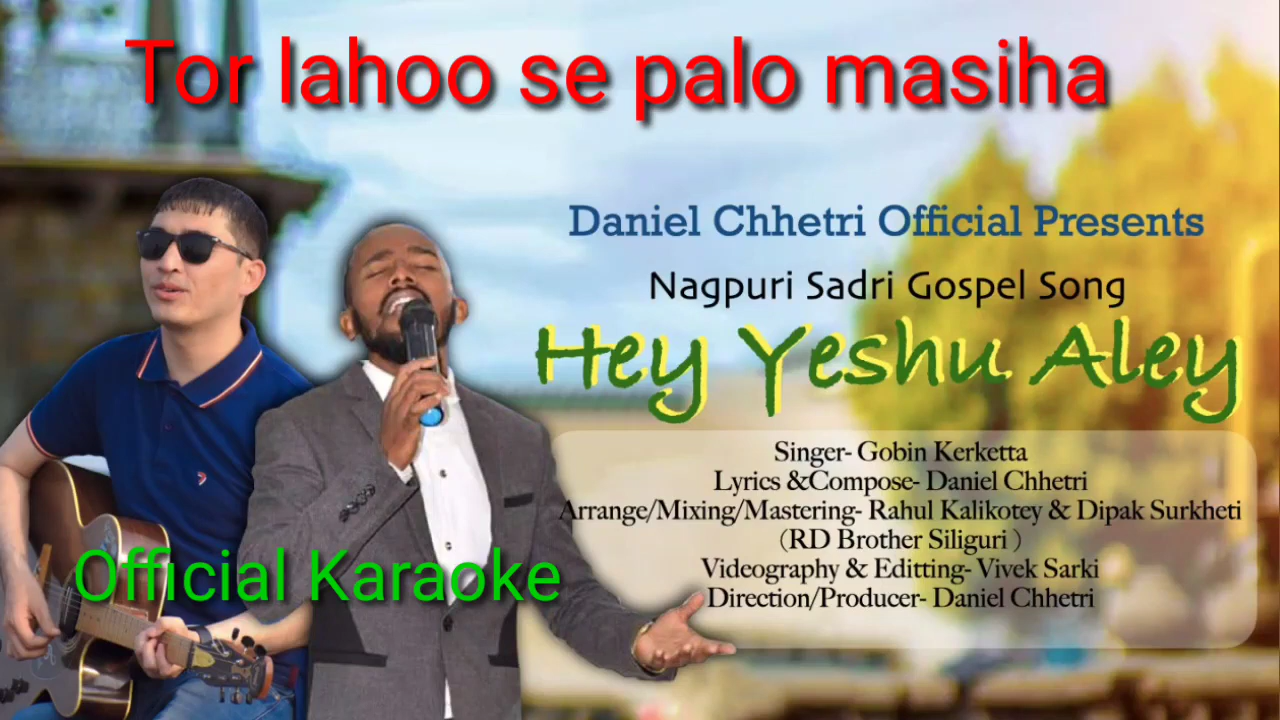 Tor lahoo se palo masiha
Daniel Chhetri Official Presents
Nagpuri Sadri Gospel Song
Hey Yeshu Aley
Singer- Gobin Kerketta
Lyrics &Compose- Daniel Chhetri
Arrange/Mixing/Mastering- Rahul Kalikotey & Dipak Surkheti
(RD Brother Siliguri )
Videography & Editting- Vivek Sarki
Direction/Producer- Daniel Chhetri
Official Karaoke